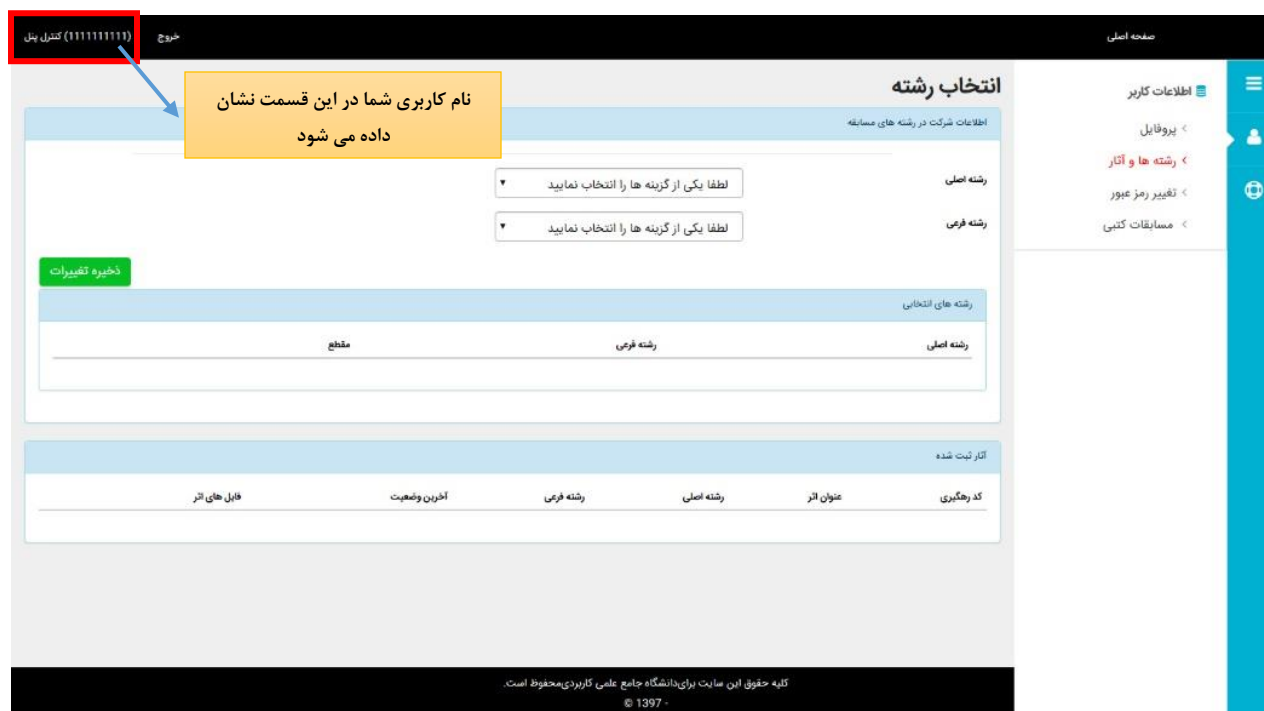 صفحه اصلی
خروج
(1111111111) کنترل پنل
نام کاربری شما در این قسمت نشان
داده می شود
اطلاعات کاربر
پروفایل
رشته ها و آثار
تغییر رمز عبور
مسابقات کتبی
انتخاب رشته
اطلاعات شرکت در رشته های مسابقه
رشته اصلی
لطفا یکی از گزینه ها را انتخاب نمایید
رشته فرعی
لطفا یکی از گزینه ها را انتخاب نمایید
ذخیره تغییرات
رشته های انتخابی
رشته اصلی رشته فرعی مقطع
آثار ثبت شده
کد رهگیری عنوان اثر رشته اصلی رشته فرعی آخرین وضعیت فایل های اثر
کلیه حقوق این سایت برای‌دانشگاه جامع علمی کاربردی‌محفوظ است.
© 1397 -